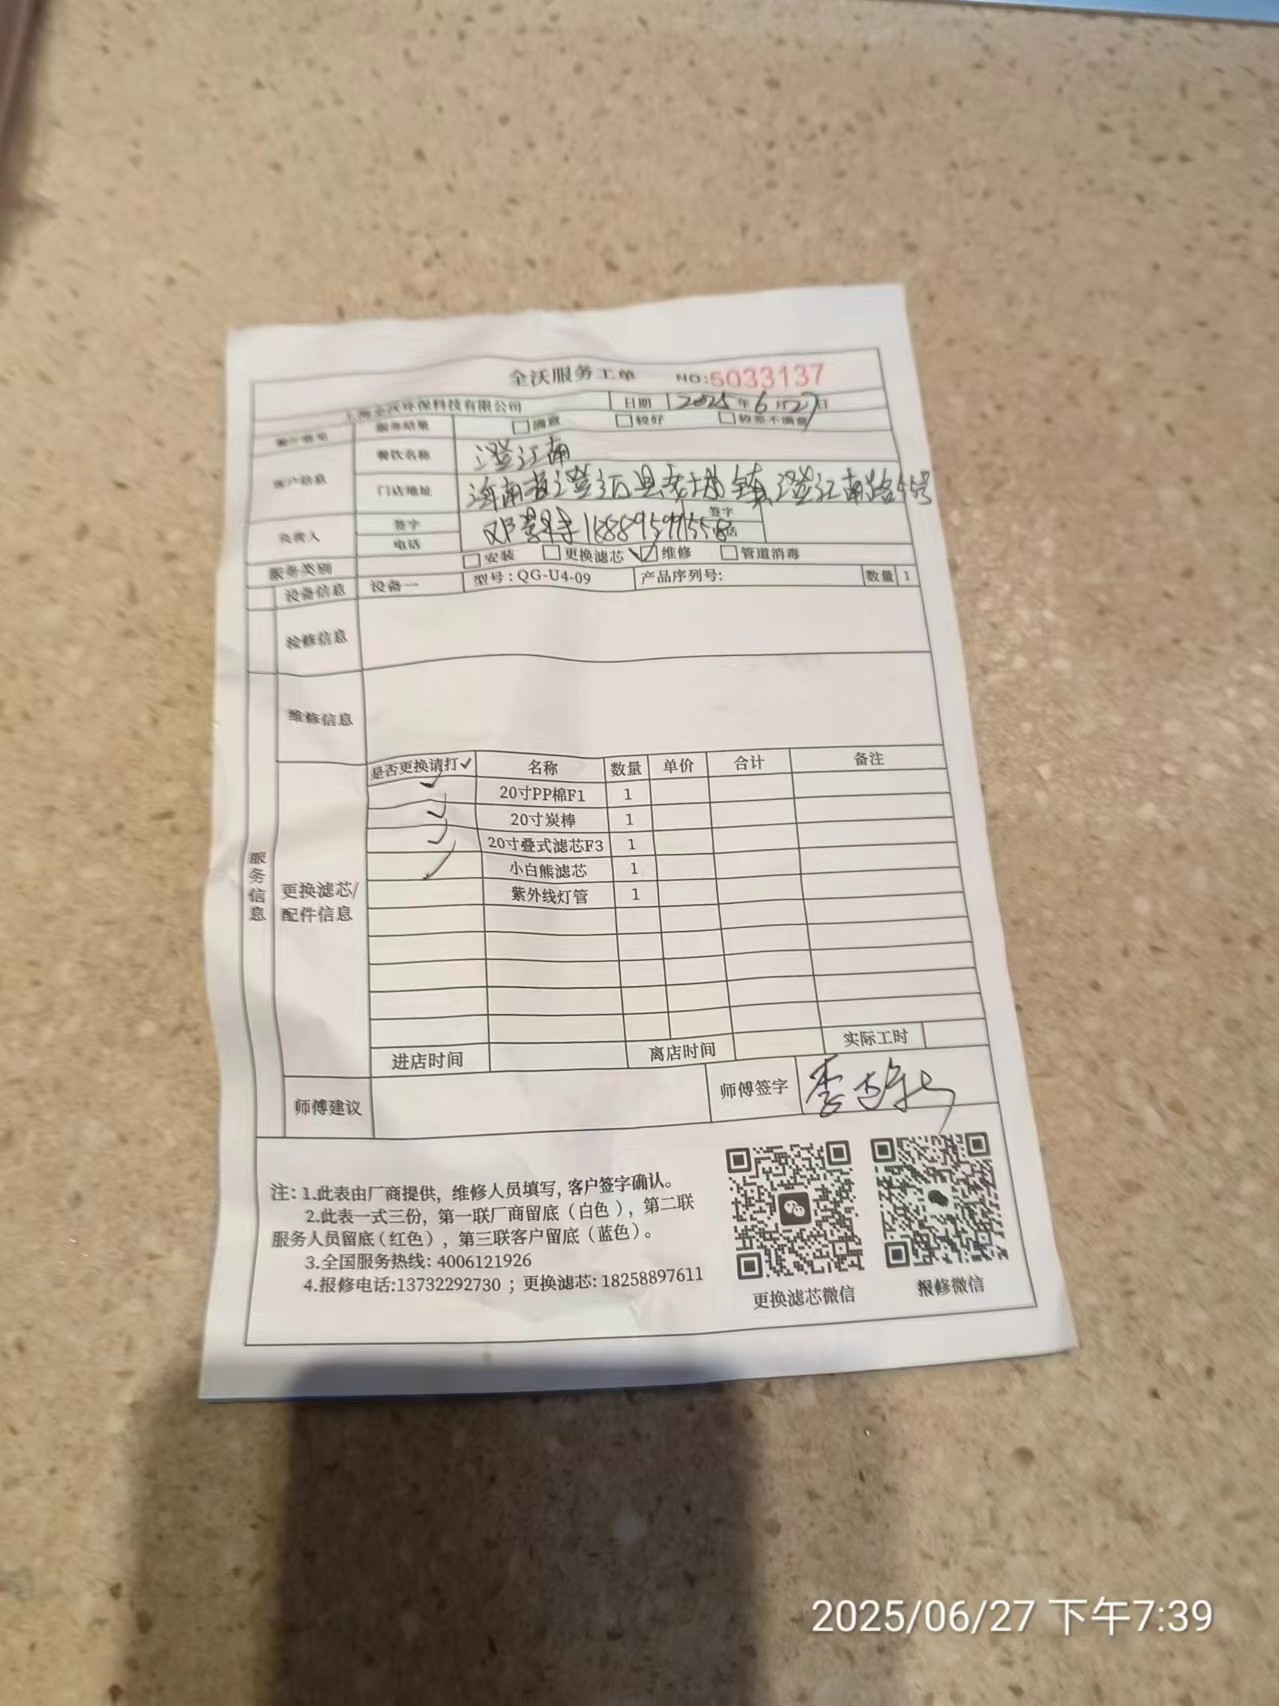 全沃服务工单 NO:5033137
上海全沃环保科技有限公司 日期 2025年6月27日
服务结果 满意 较好 较差不满意
客户信息 餐饮名称 澄江南
门店地址 海南省澄迈县老城镇澄江南路55号
负责人 签字 签字
电话
服务类别 安装 更换滤芯 ✓维修 管道消毒
设备信息 设备一 型号:QG-U4-09 产品序列号: 数量 1
检修信息
维修信息
是否更换请打✓ 名称 数量 单价 合计 备注
✓ 20寸PP棉F1 1
✓ 20寸炭棒 1
✓ 20寸叠式滤芯F3 1
✓ 小白熊滤芯 1
紫外线灯管 1
服务信息
更换滤芯/
配件信息
进店时间 离店时间 实际工时
师傅建议 师傅签字
注: 1.此表由厂商提供, 维修人员填写, 客户签字确认。
2.此表一式三份, 第一联厂商留底(白色), 第二联
服务人员留底(红色), 第三联客户留底(蓝色)。
3.全国服务热线: 4006121926
4.报修电话:13732292730 ; 更换滤芯: 18258897611
更换滤芯微信 报修微信
2025/06/27 下午7:39